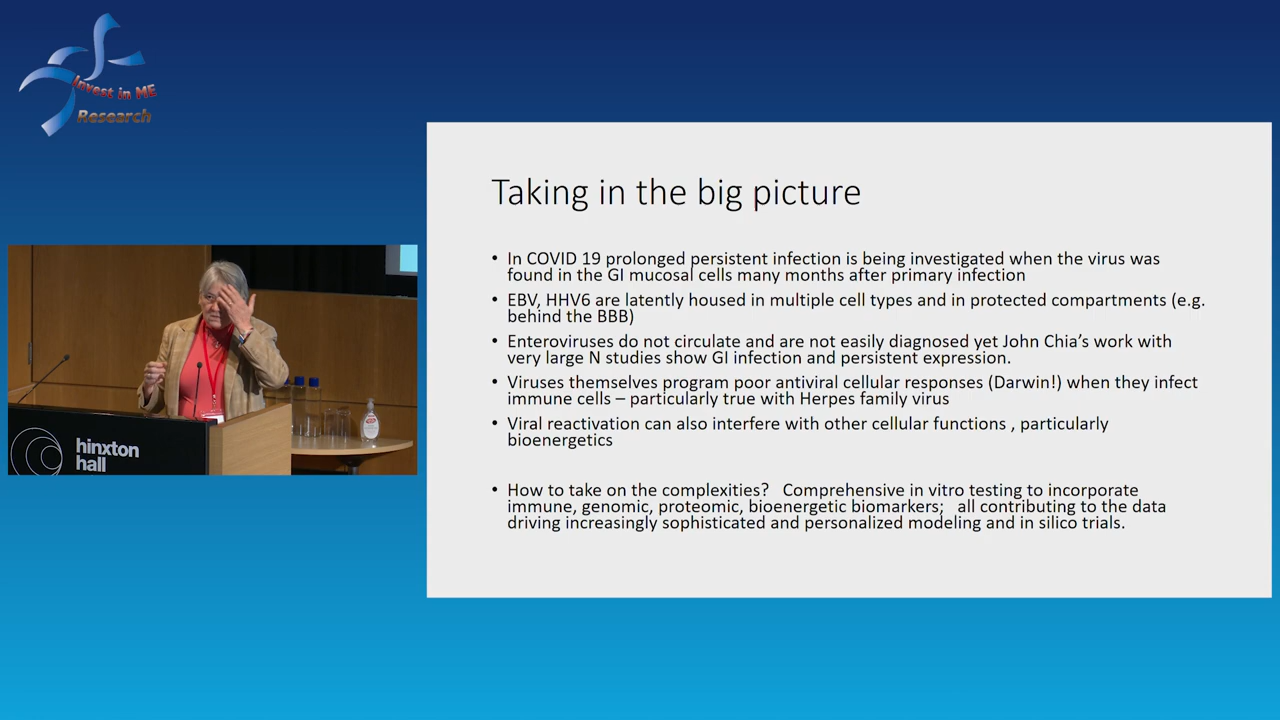 Invest in ME
Research
Taking in the big picture
• In COVID 19 prolonged persistent infection is being investigated when the virus was
found in the GI mucosal cells many months after primary infection
• EBV, HHV6 are latently housed in multiple cell types and in protected compartments (e.g.
behind the BBB)
• Enteroviruses do not circulate and are not easily diagnosed yet John Chia’s work with
very large N studies show GI infection and persistent expression.
• Viruses themselves program poor antiviral cellular responses (Darwin!) when they infect
immune cells – particularly true with Herpes family virus
• Viral reactivation can also interfere with other cellular functions , particularly
bioenergetics
• How to take on the complexities?   Comprehensive in vitro testing to incorporate
immune, genomic, proteomic, bioenergetic biomarkers;   all contributing to the data
driving increasingly sophisticated and personalized modeling and in silico trials.
hinxton
hall